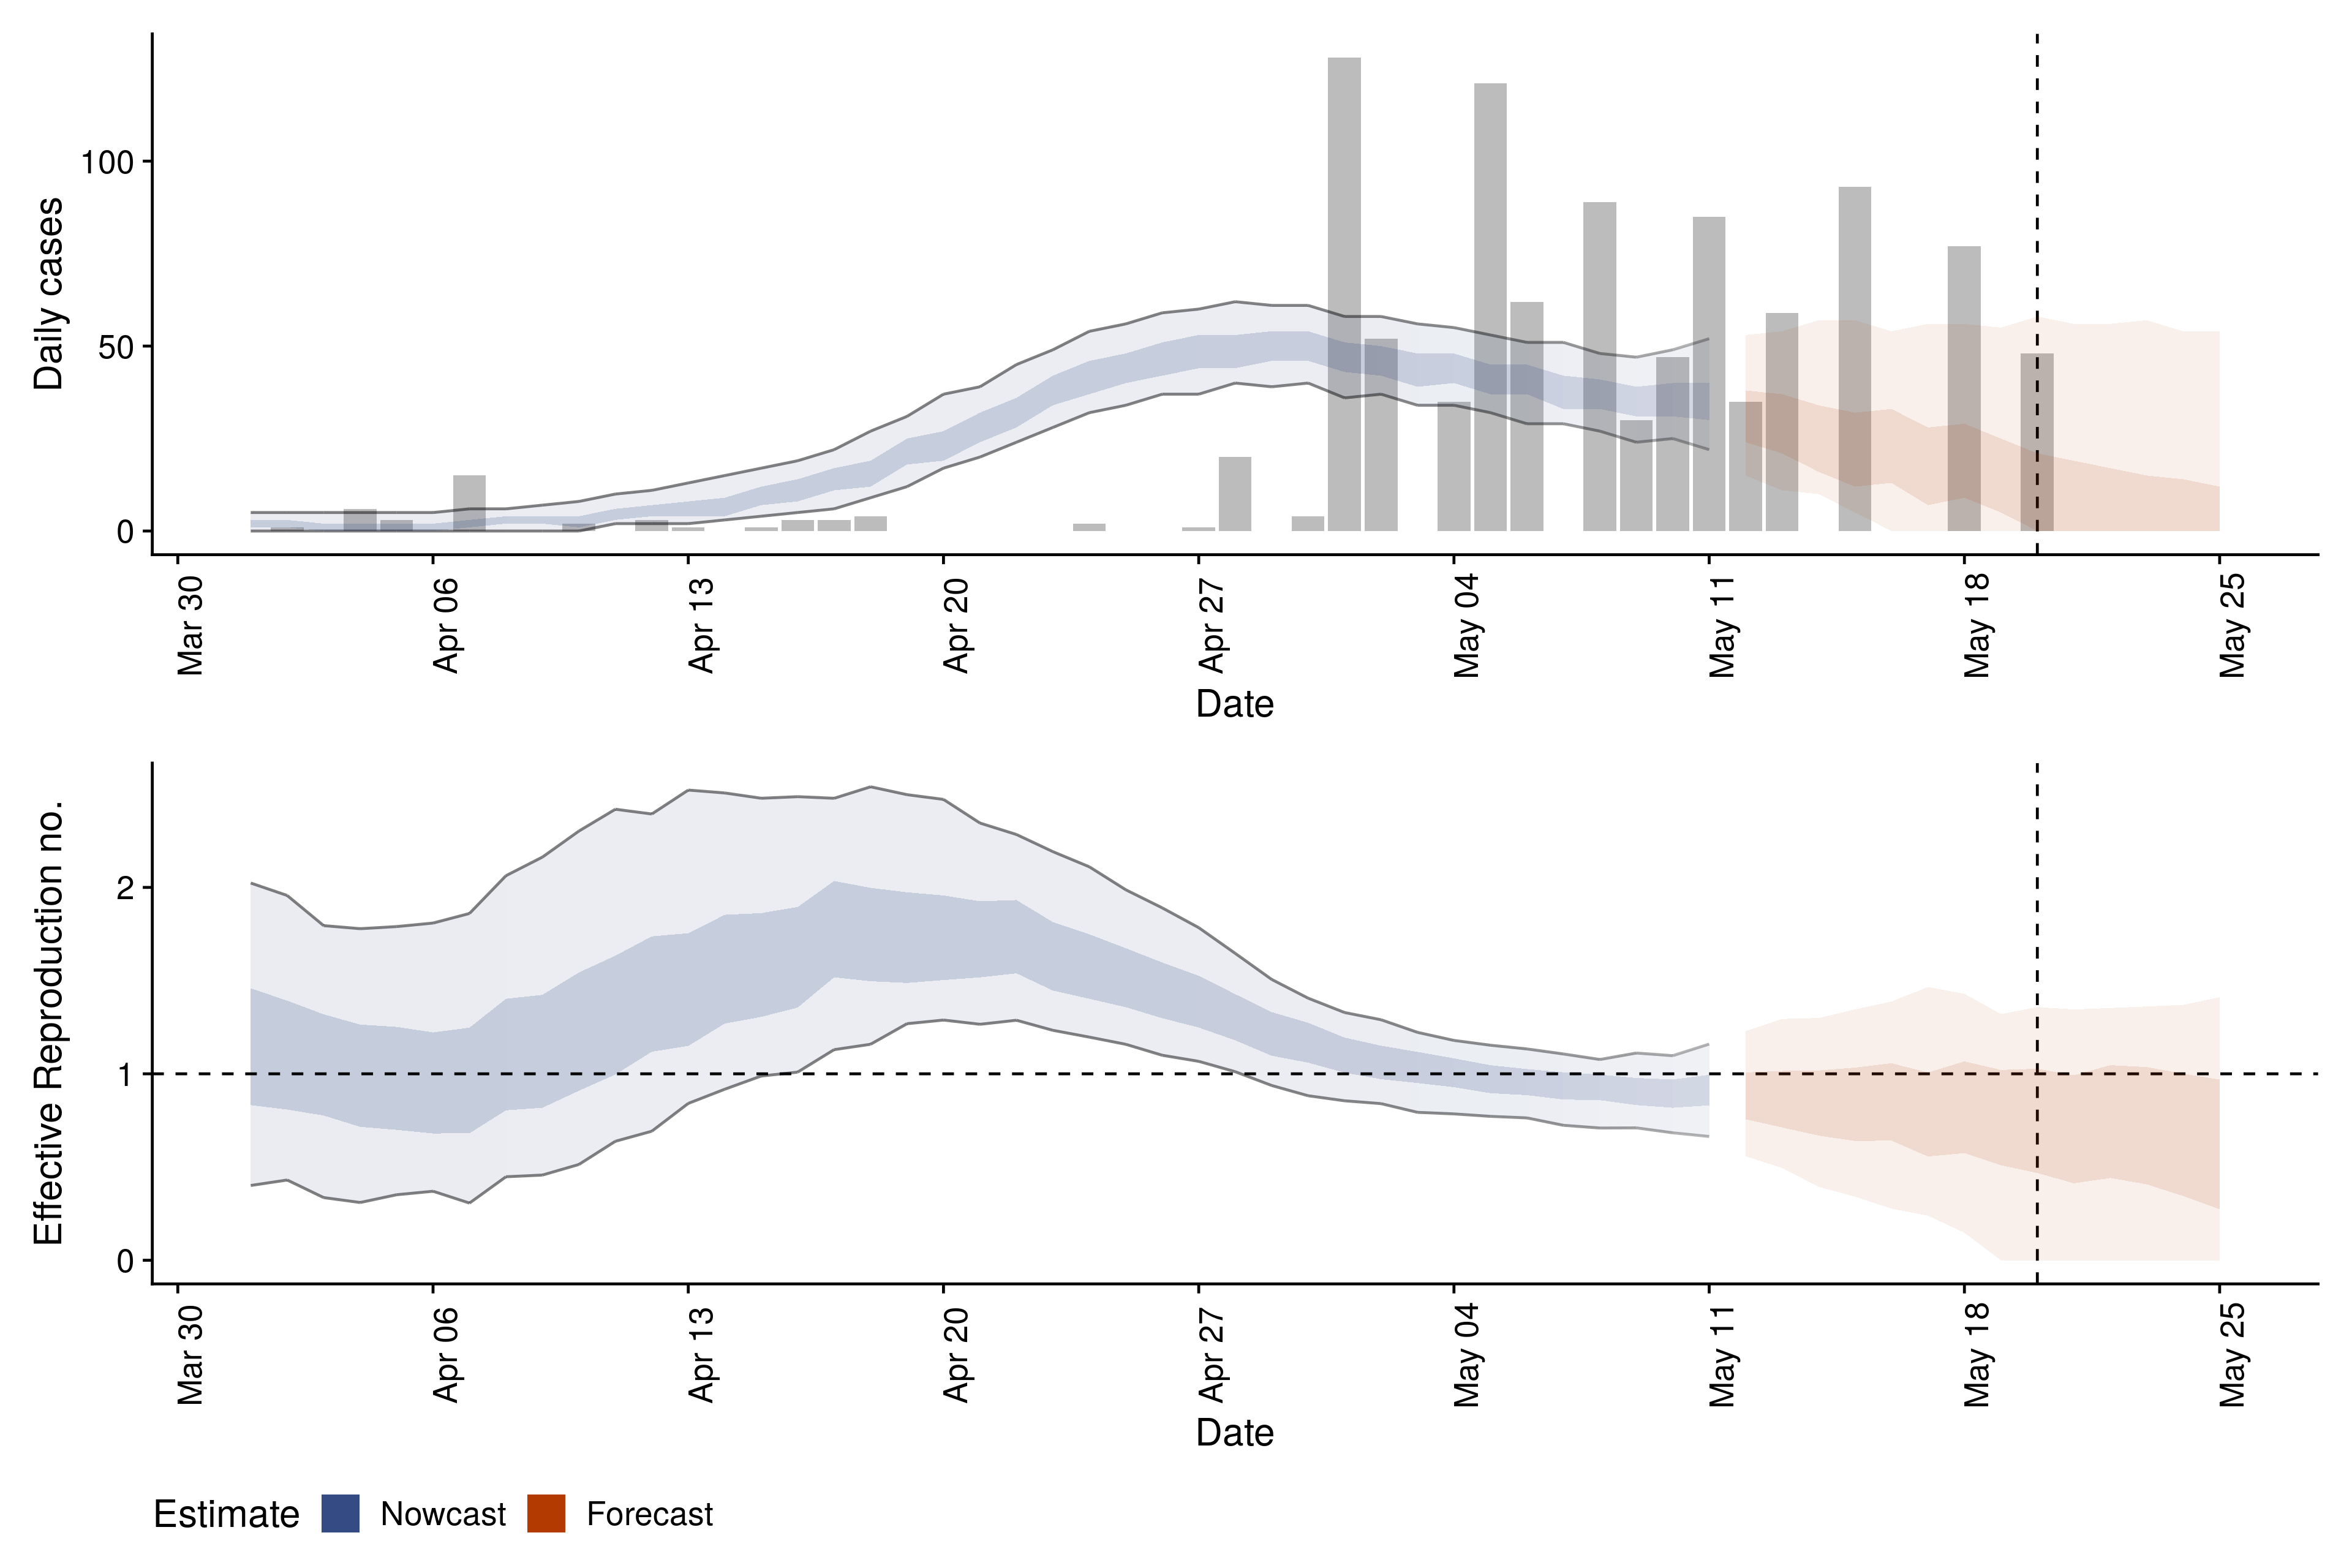 Daily cases
100
50
0
Mar 30
Apr 06
Apr 13
Apr 20
Apr 27
May 04
May 11
May 18
May 25
Date
Effective Reproduction no.
2
1
0
Mar 30
Apr 06
Apr 13
Apr 20
Apr 27
May 04
May 11
May 18
May 25
Date
Estimate Nowcast Forecast